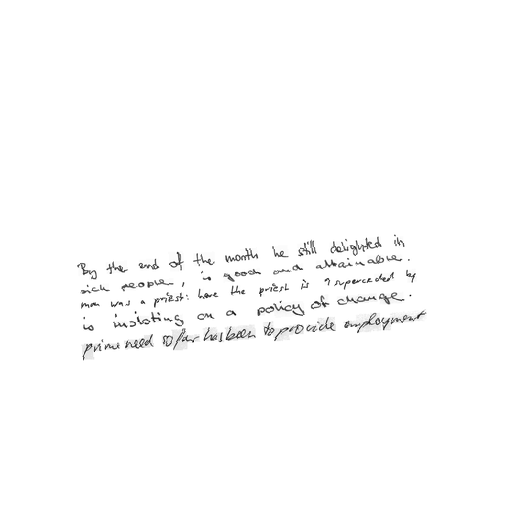 By the end of the month he still delighted in
sick people, is good and attainable.
man was a priest: here the priest is superceded by
is insisting on a policy of change.
prime need so far has been to provide employment